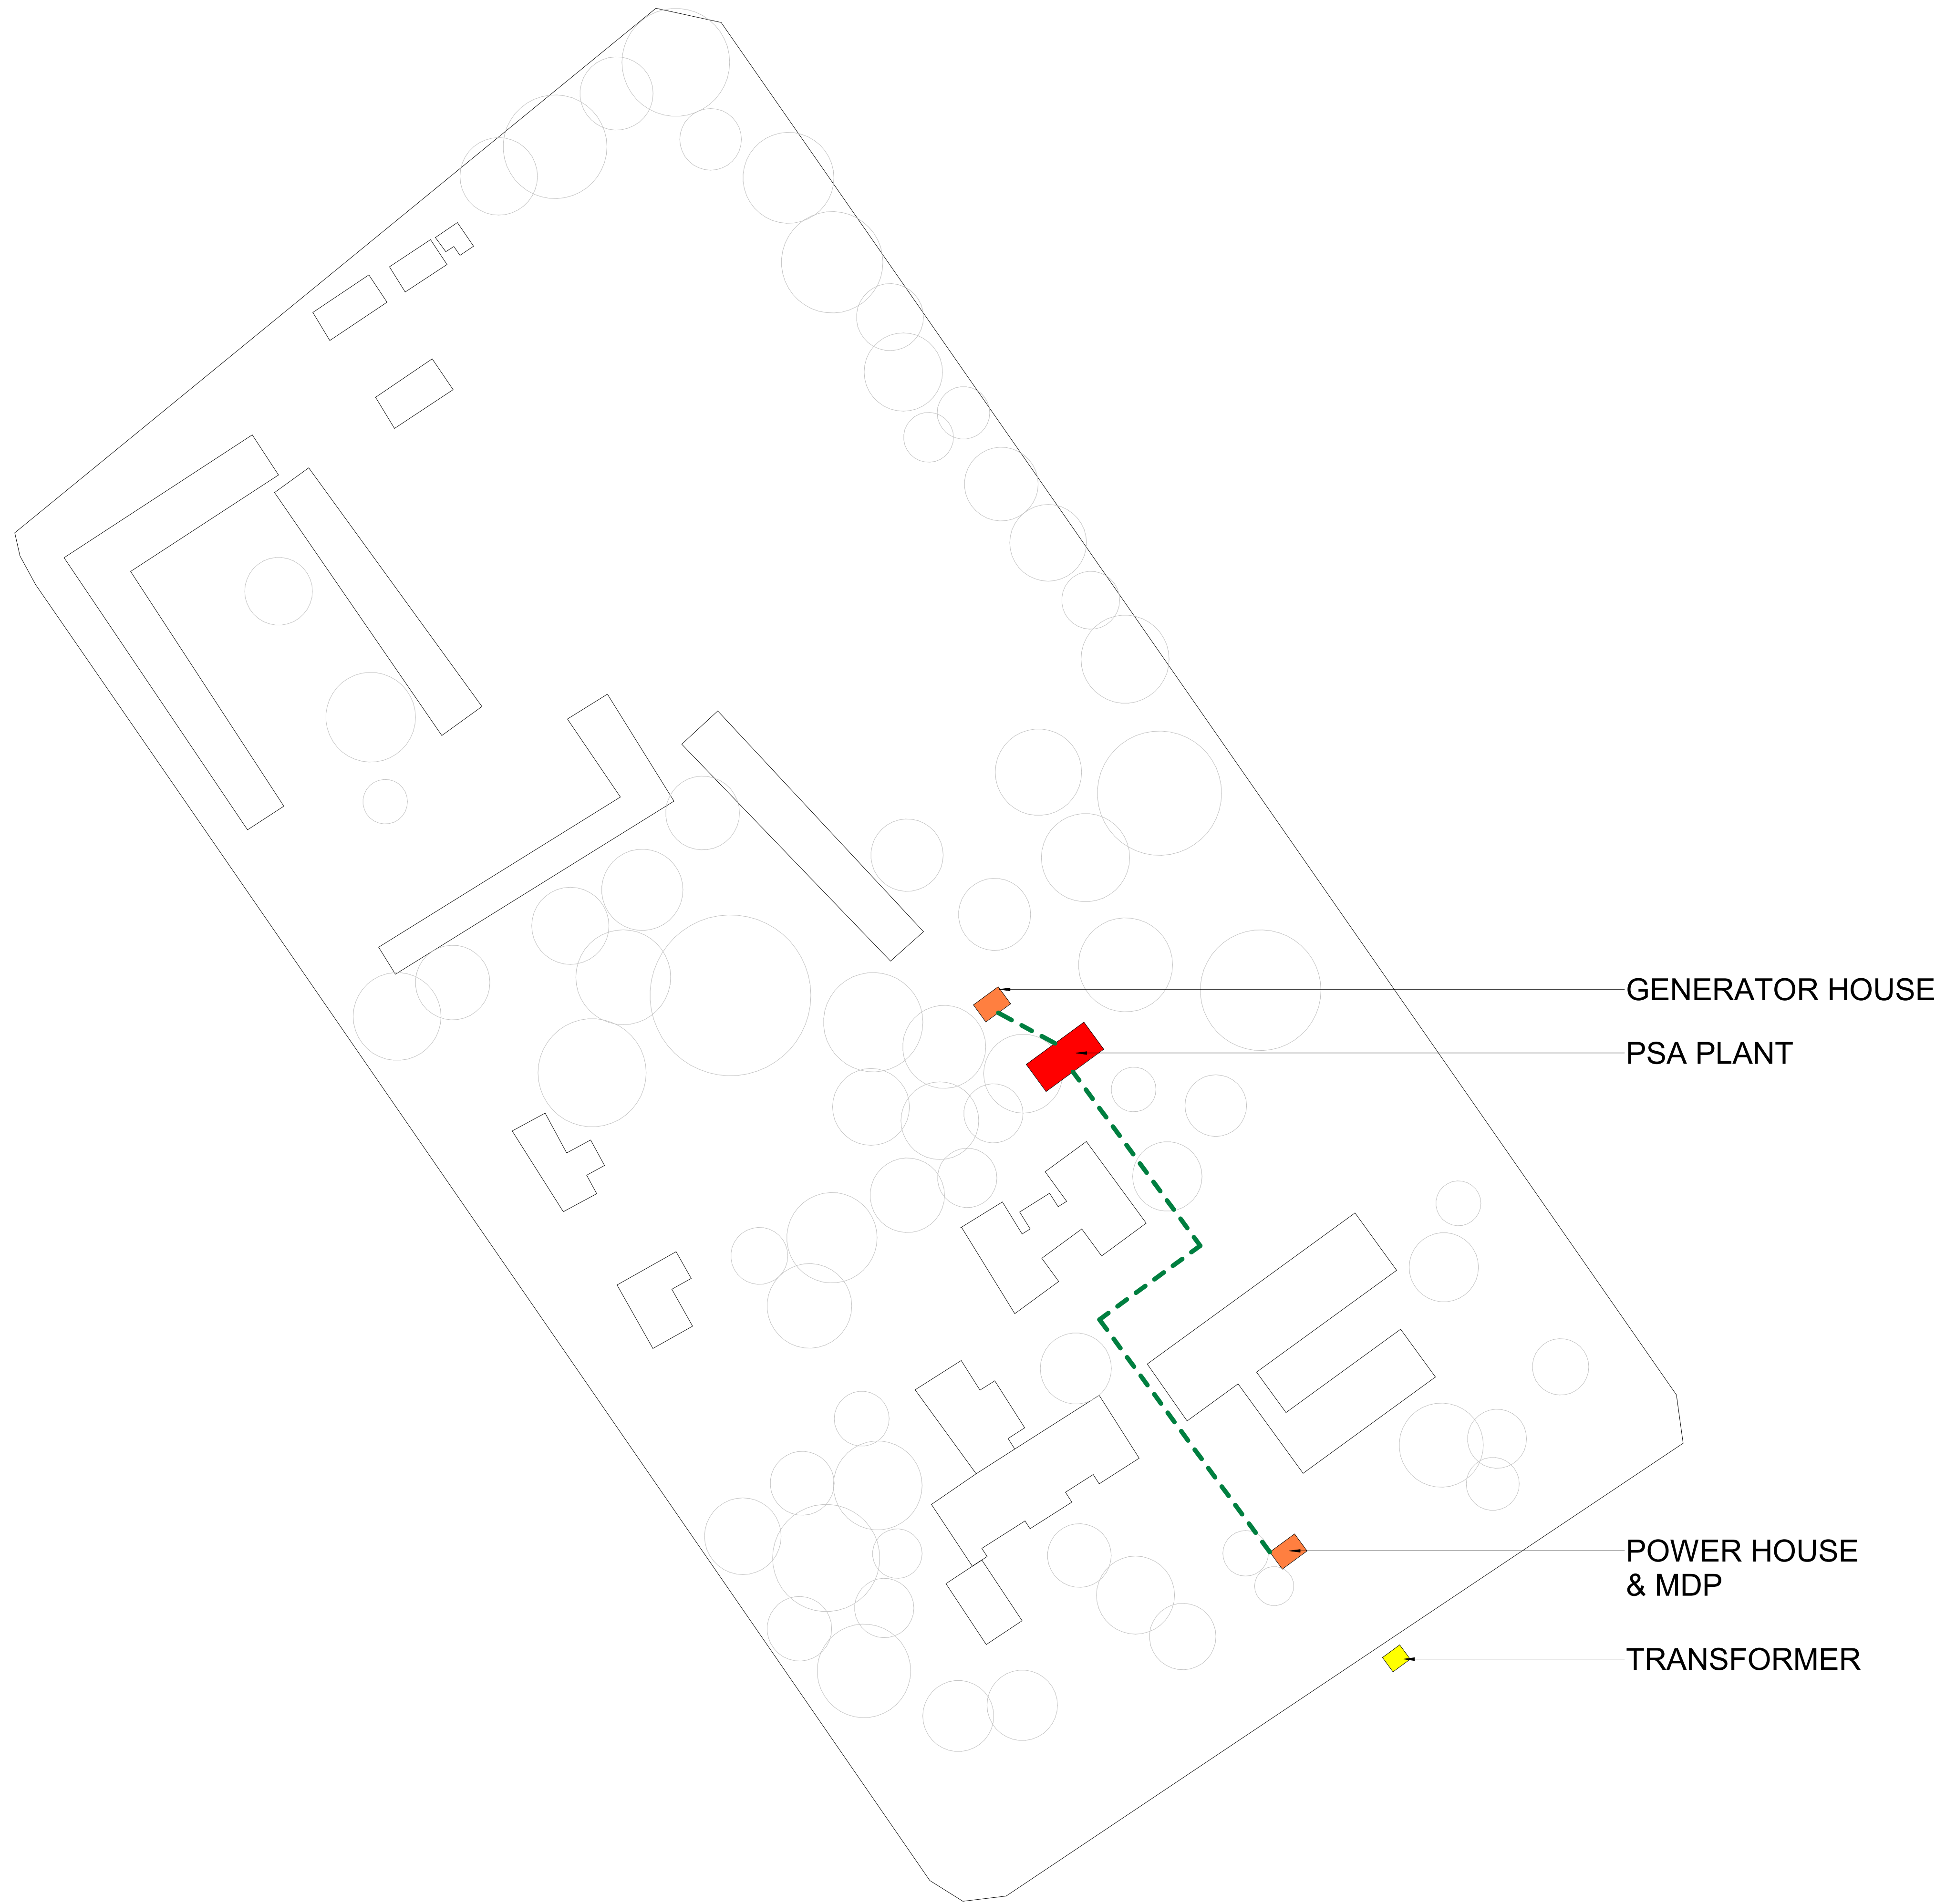 GENERATOR HOUSE
PSA PLANT
POWER HOUSE
& MDP
TRANSFORMER